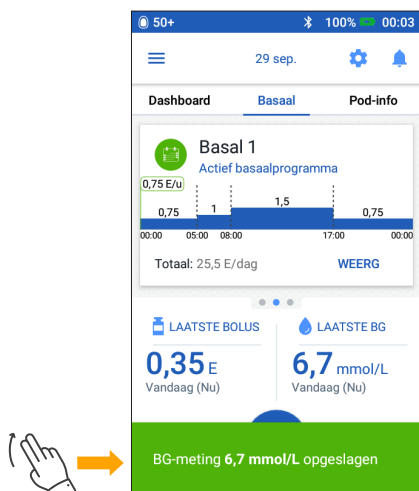 50+ 100% 00:03
29 sep.
Dashboard Basaal Pod-info
Basal 1
Actief basaalprogramma
0,75 E/u
0,75 1 1,5 0,75
00:00 05:00 08:00 17:00 00:00
Totaal: 25,5 E/dag WEERG
LAATSTE BOLUS LAATSTE BG
0,35 E 6,7 mmol/L
Vandaag (Nu) Vandaag (Nu)
BG-meting 6,7 mmol/L opgeslagen